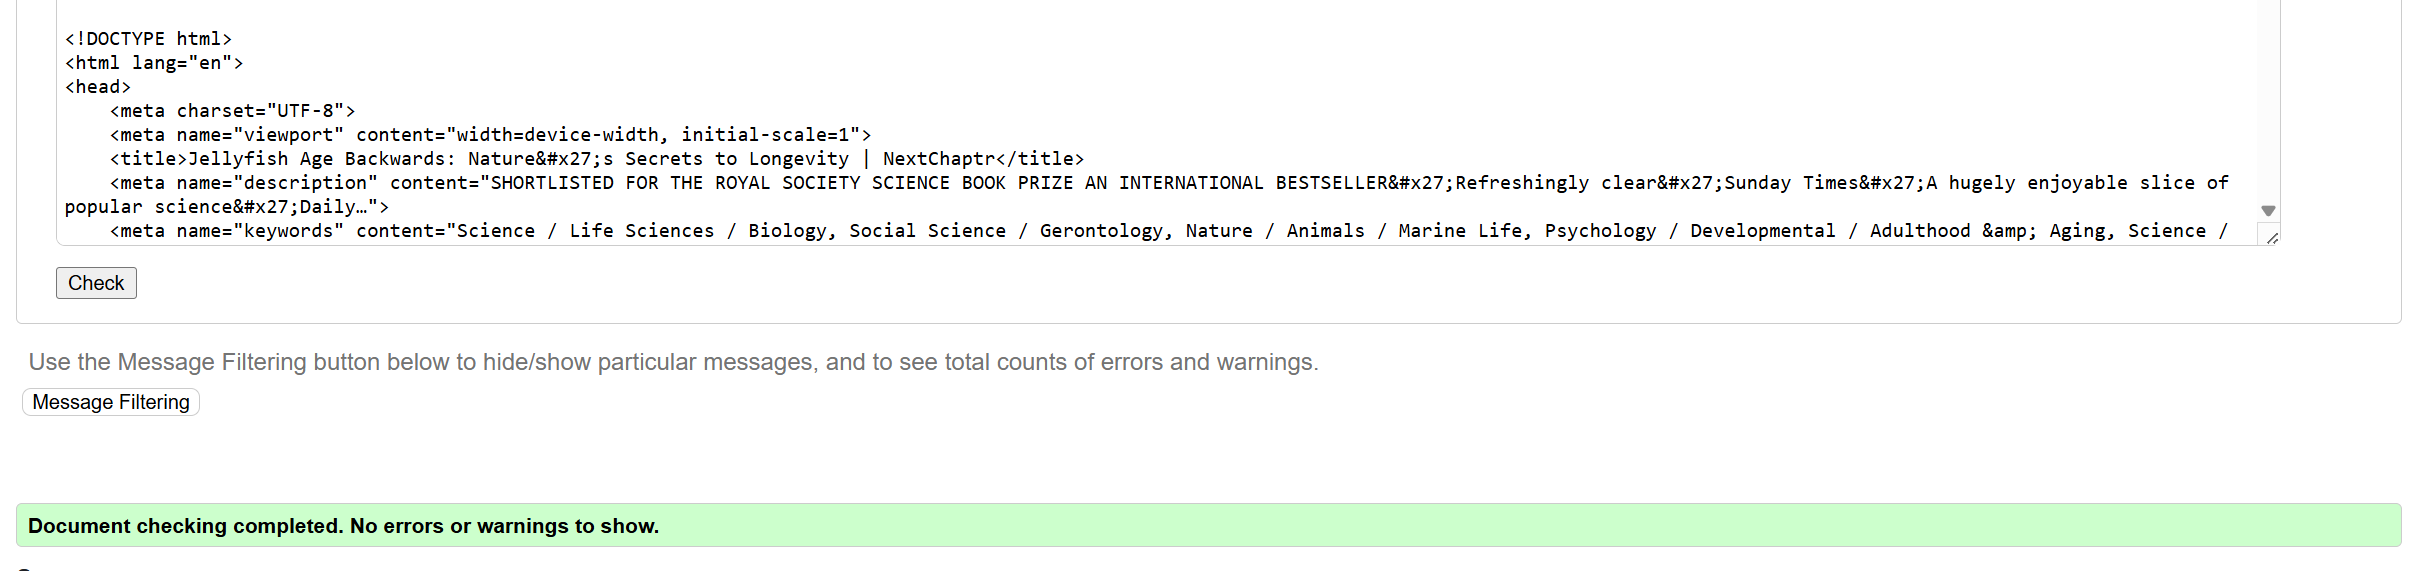 <!DOCTYPE html>
<html lang="en">
<head>
    <meta charset="UTF-8">
    <meta name="viewport" content="width=device-width, initial-scale=1">
    <title>Jellyfish Age Backwards: Nature&#x27;s Secrets to Longevity | NextChaptr</title>
    <meta name="description" content="SHORTLISTED FOR THE ROYAL SOCIETY SCIENCE BOOK PRIZE AN INTERNATIONAL BESTSELLER&#x27;Refreshingly clear&#x27;Sunday Times&#x27;A hugely enjoyable slice of
popular science&#x27;Daily…">
    <meta name="keywords" content="Science / Life Sciences / Biology, Social Science / Gerontology, Nature / Animals / Marine Life, Psychology / Developmental / Adulthood &amp; Aging, Science /
Check
Use the Message Filtering button below to hide/show particular messages, and to see total counts of errors and warnings.
Message Filtering
Document checking completed. No errors or warnings to show.